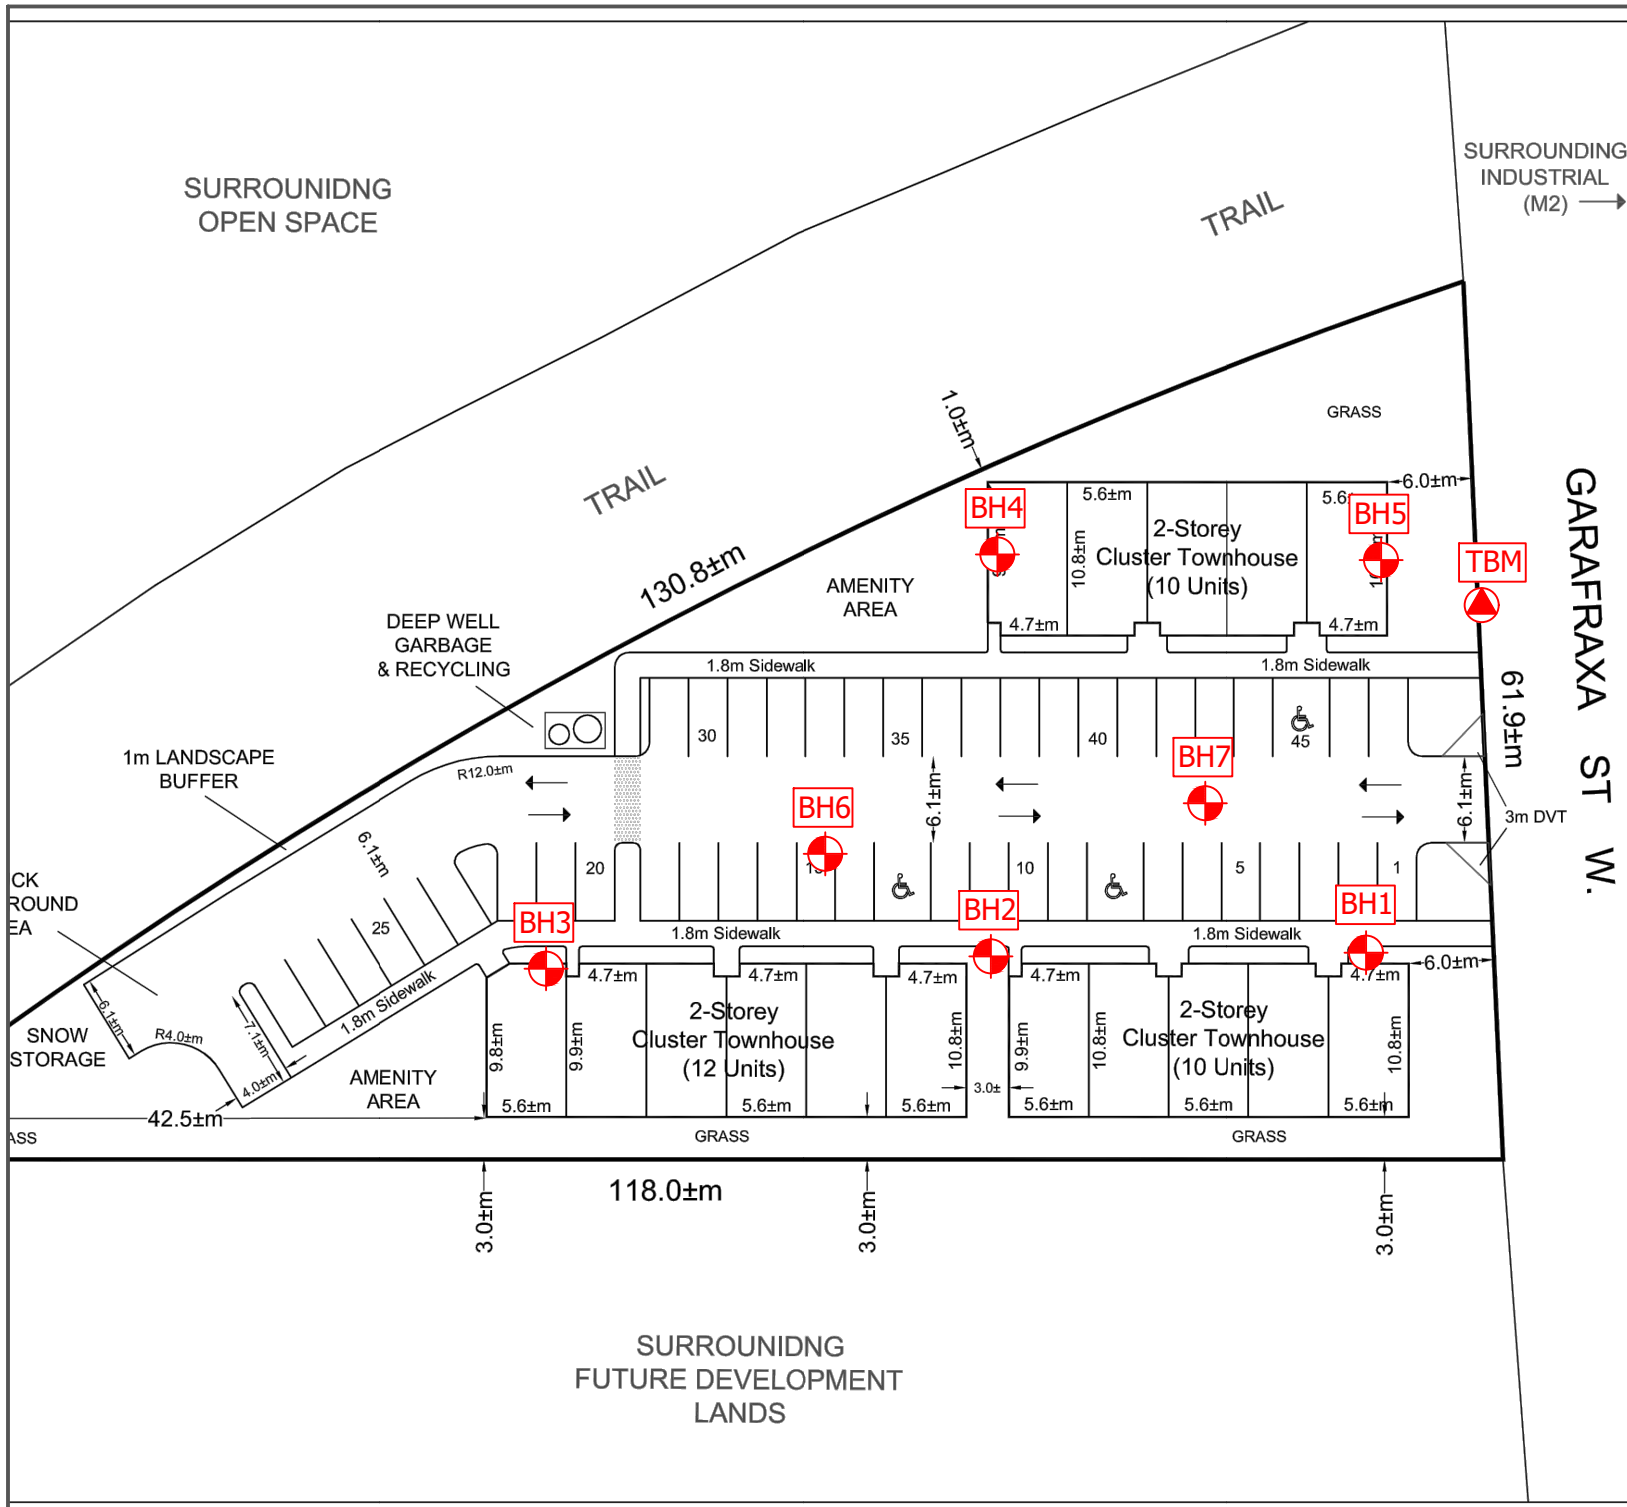 SURROUNIDNG
OPEN SPACE
SURROUNDING
INDUSTRIAL
(M2)
TRAIL
TRAIL
GRASS
1.0±m
6.0±m
5.6±m
BH4
BH5
2-Storey
Cluster Townhouse
(10 Units)
10.8±m
TBM
GARAFRAXA ST W.
130.8±m
AMENITY
AREA
4.7±m
4.7±m
DEEP WELL
GARBAGE
& RECYCLING
1.8m Sidewalk
1.8m Sidewalk
61.9±m
30
35
40
45
1m LANDSCAPE
BUFFER
R12.0±m
BH7
BH6
6.1±m
6.1±m
3m DVT
6.1±m
20
10
5
1
CK
ROUND
EA
25
BH3
BH2
BH1
1.8m Sidewalk
1.8m Sidewalk
6.0±m
4.7±m
4.7±m
4.7±m
4.7±m
4.7±m
1.8m Sidewalk
6.1±m
R4.0±m
7.1±m
4.0±m
SNOW
STORAGE
2-Storey
Cluster Townhouse
(12 Units)
2-Storey
Cluster Townhouse
(10 Units)
9.8±m
9.9±m
10.8±m
9.9±m
10.8±m
10.8±m
AMENITY
AREA
3.0±
5.6±m
5.6±m
5.6±m
5.6±m
5.6±m
5.6±m
42.5±m
ASS
GRASS
GRASS
118.0±m
3.0±m
3.0±m
3.0±m
SURROUNIDNG
FUTURE DEVELOPMENT
LANDS